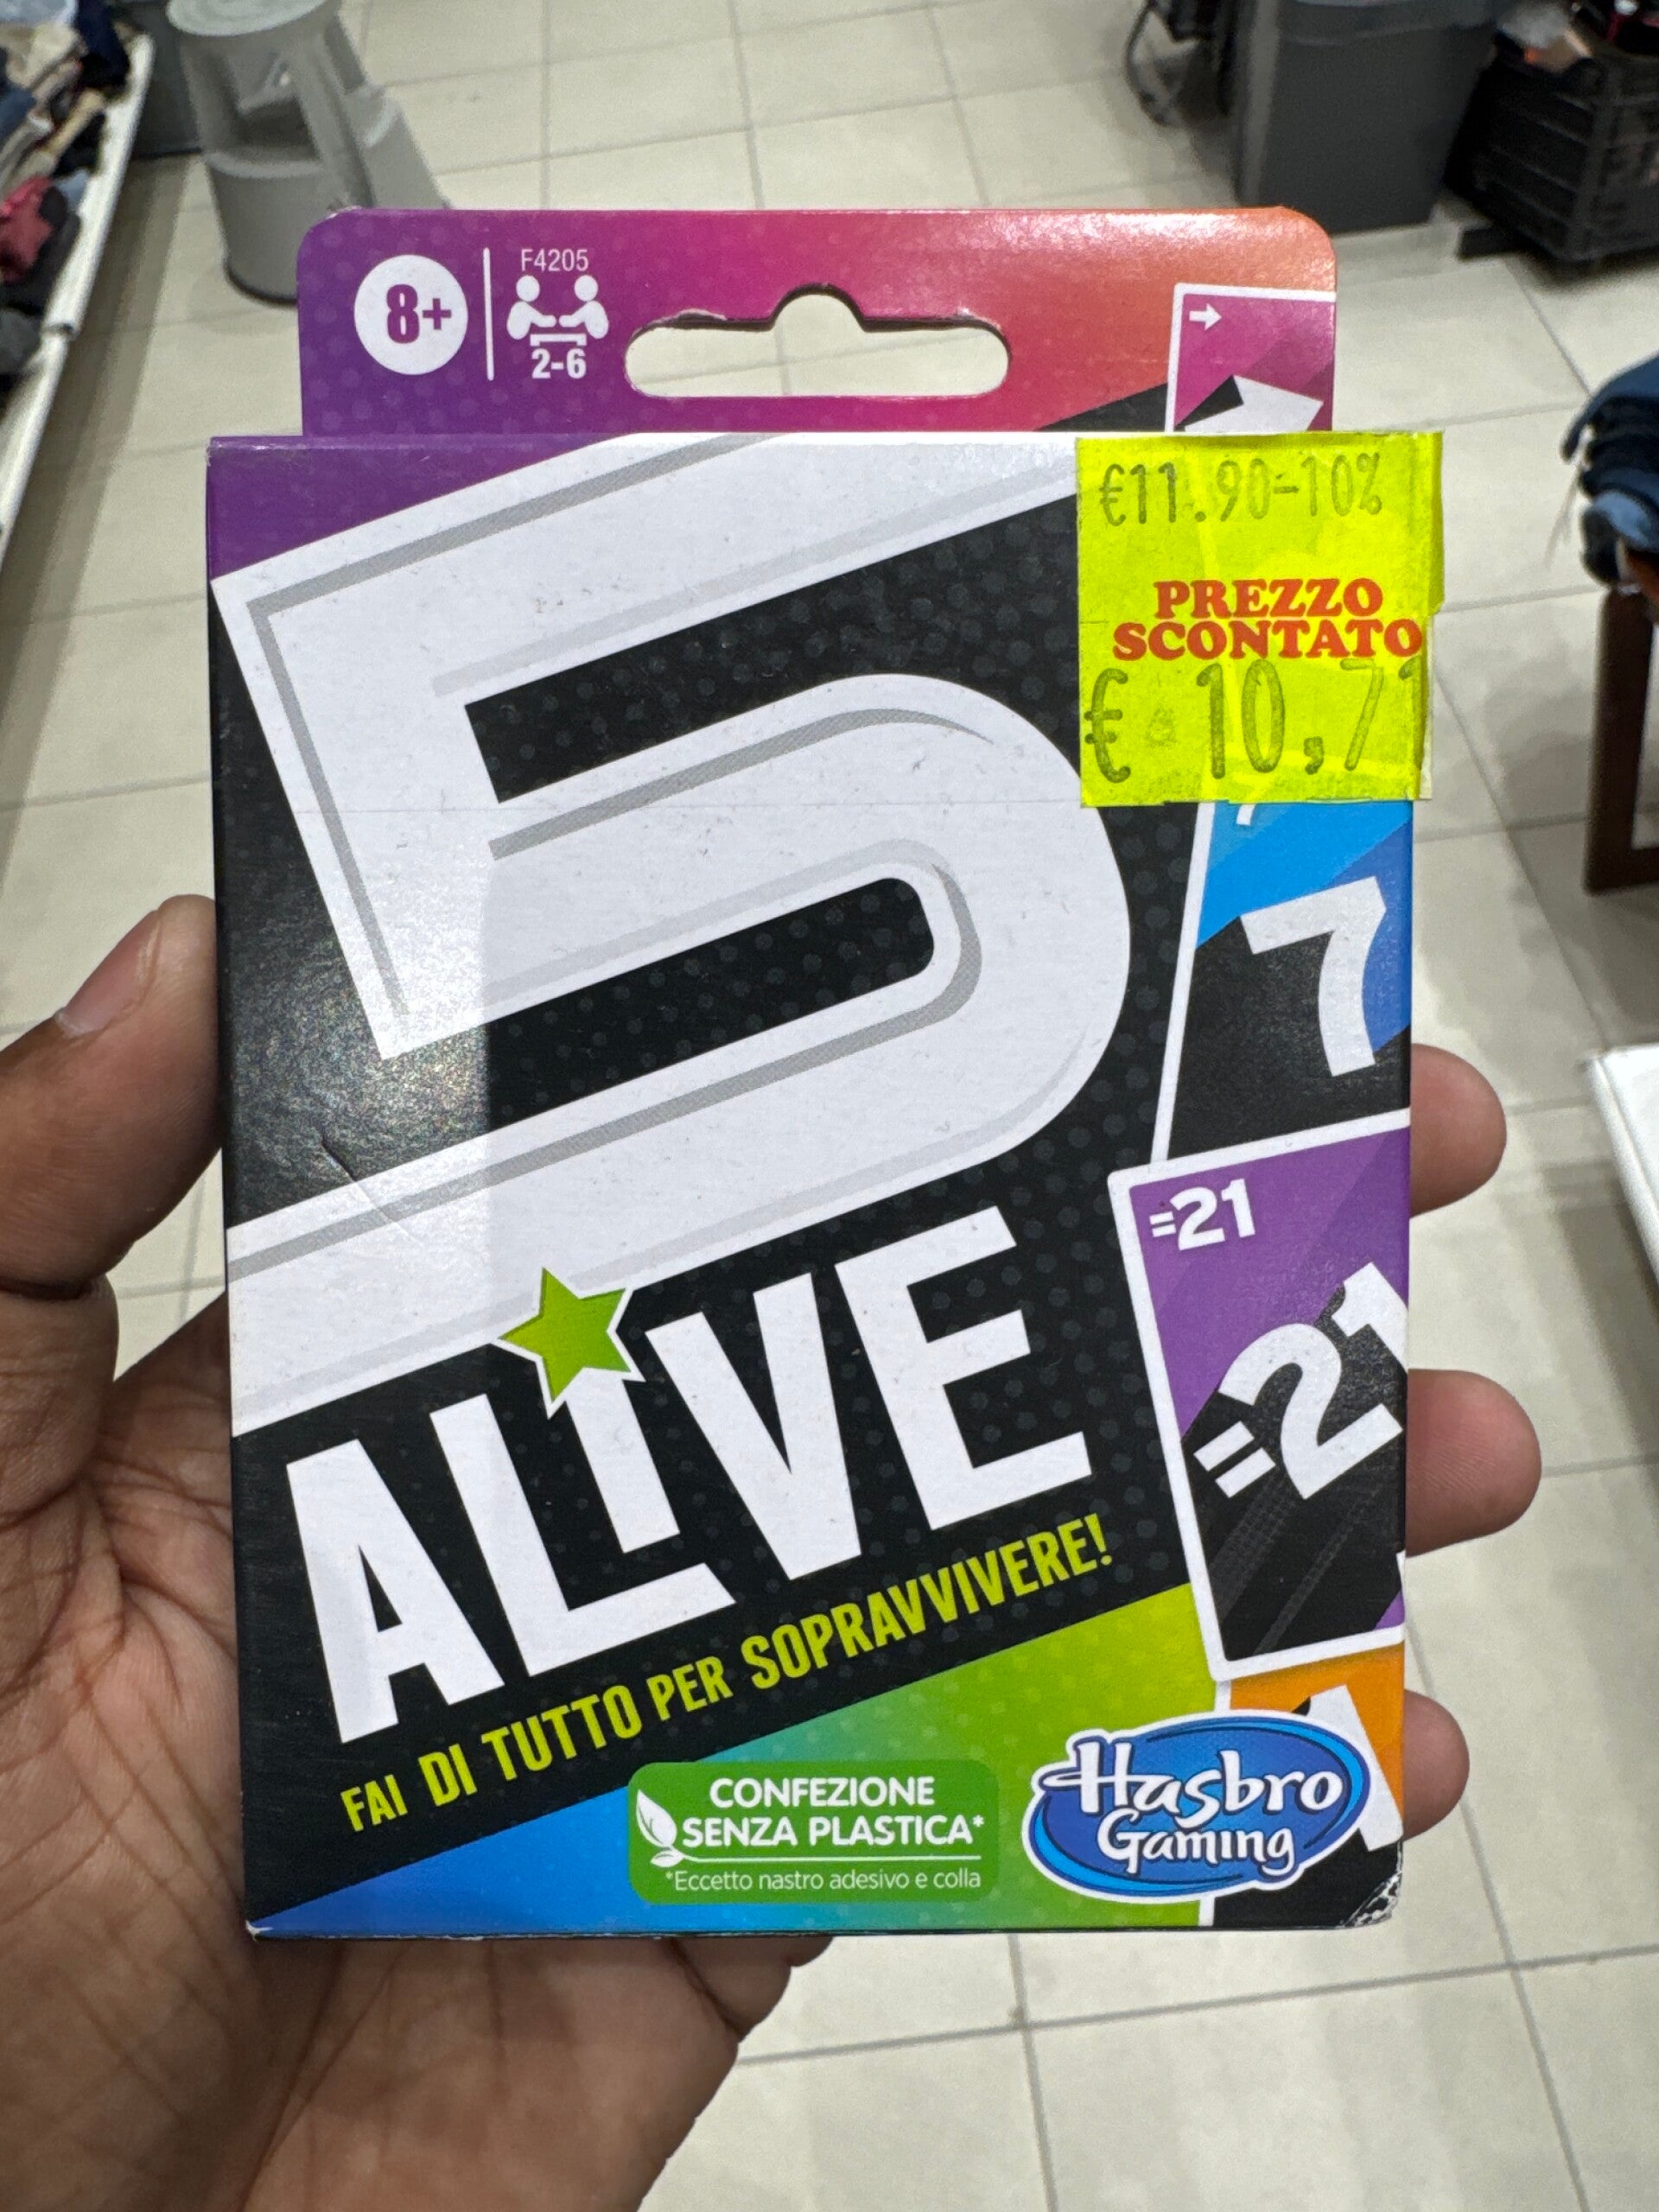 8+
F4205
2-6
€11.90-10%
PREZZO
SCONTATO
€ 10,71
5
7
=21
=21
ALIVE
FAI DI TUTTO PER SOPRAVVIVERE!
CONFEZIONE
SENZA PLASTICA*
*Eccetto nastro adesivo e colla
Hasbro
Gaming
1